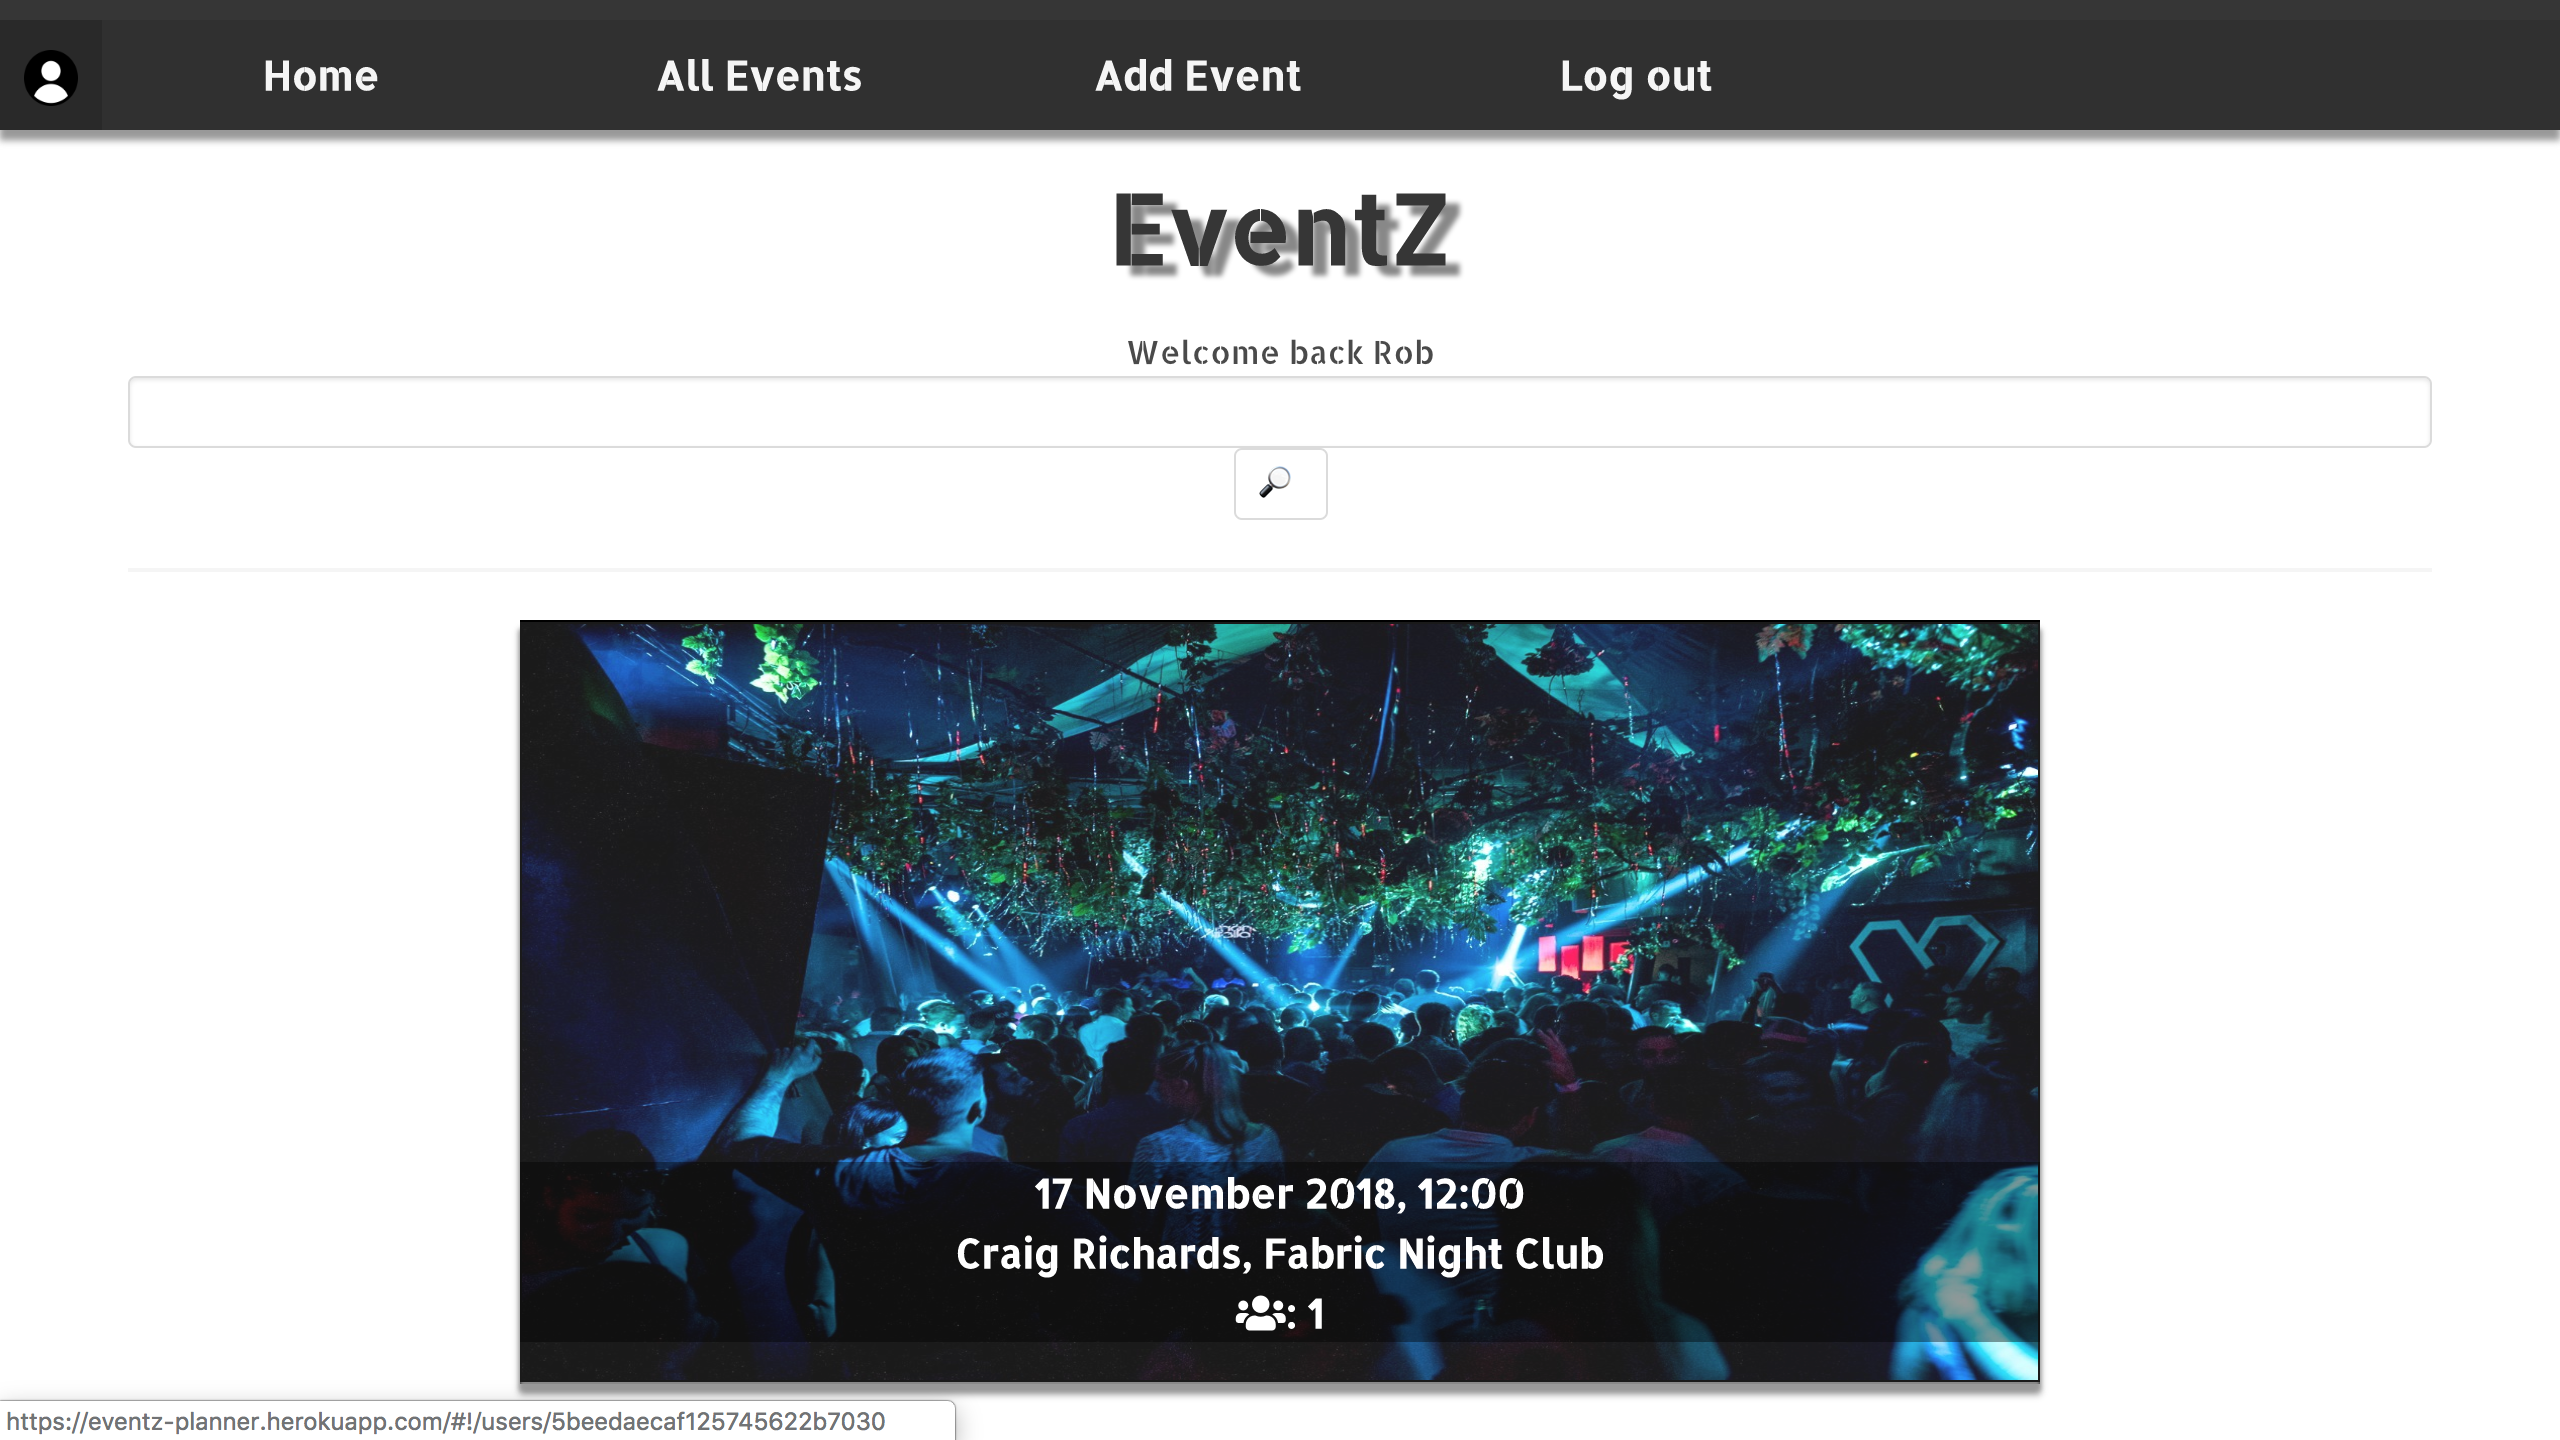 Home
All Events
Add Event
Log out
EventZ
Welcome back Rob
17 November 2018, 12:00
Craig Richards, Fabric Night Club
: 1
https://eventz-planner.herokuapp.com/#!/users/5beedaecaf125745622b7030